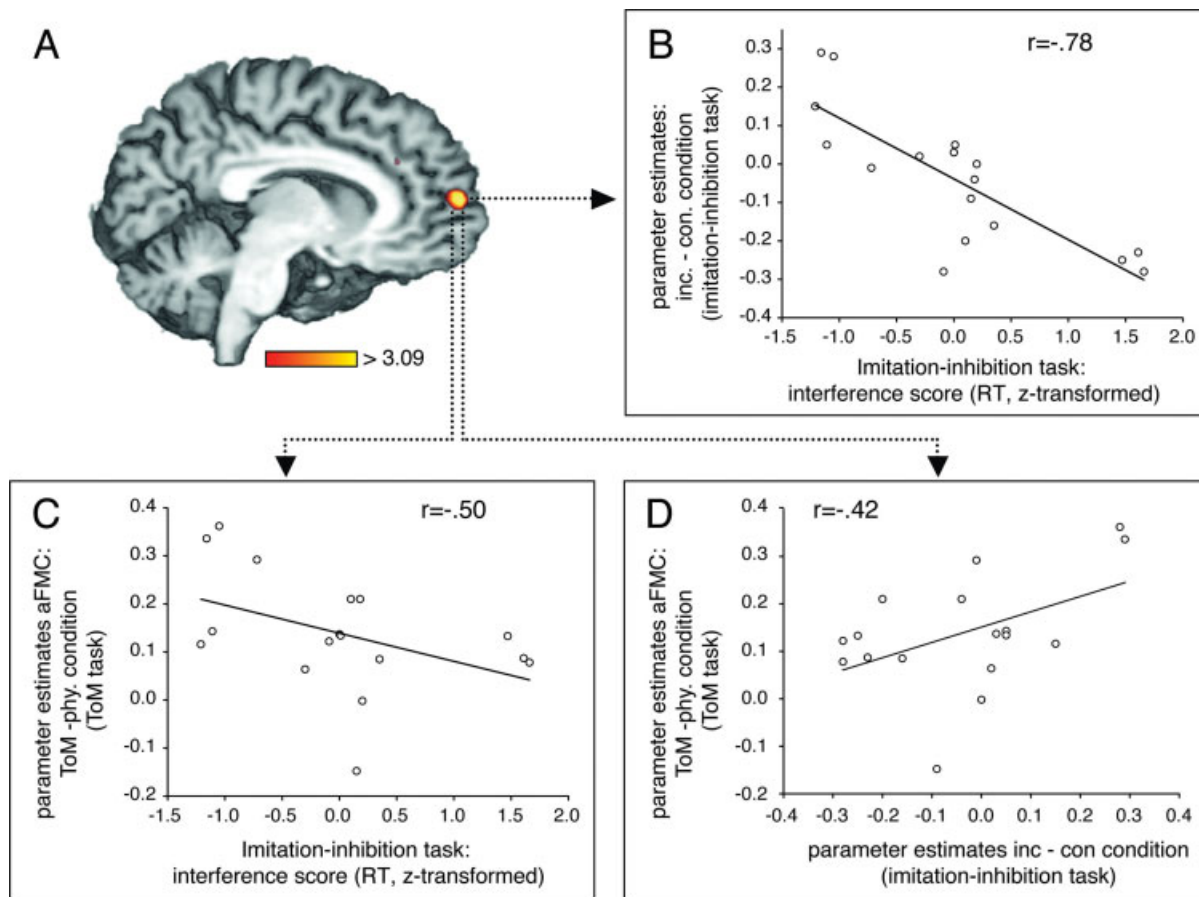 A
> 3.09
B
r=-.78
parameter estimates:
inc. - con. condition
(imitation-inhibition task)
0.3
0.2
0.1
0.0
-0.1
-0.2
-0.3
-0.4
-1.5 -1.0 -0.5 0.0 0.5 1.0 1.5 2.0
Imitation-inhibition task:
interference score (RT, z-transformed)
C
r=-.50
parameter estimates aFMC:
ToM -phy. condition
(ToM task)
0.4
0.3
0.2
0.1
0.0
-0.1
-0.2
-1.5 -1.0 -0.5 0.0 0.5 1.0 1.5 2.0
Imitation-inhibition task:
interference score (RT, z-transformed)
D
r=-.42
parameter estimates aFMC:
ToM -phy. condition
(ToM task)
0.4
0.3
0.2
0.1
0.0
-0.1
-0.2
-0.4 -0.3 -0.2 -0.1 0.0 0.1 0.2 0.3 0.4
parameter estimates inc - con condition
(imitation-inhibition task)